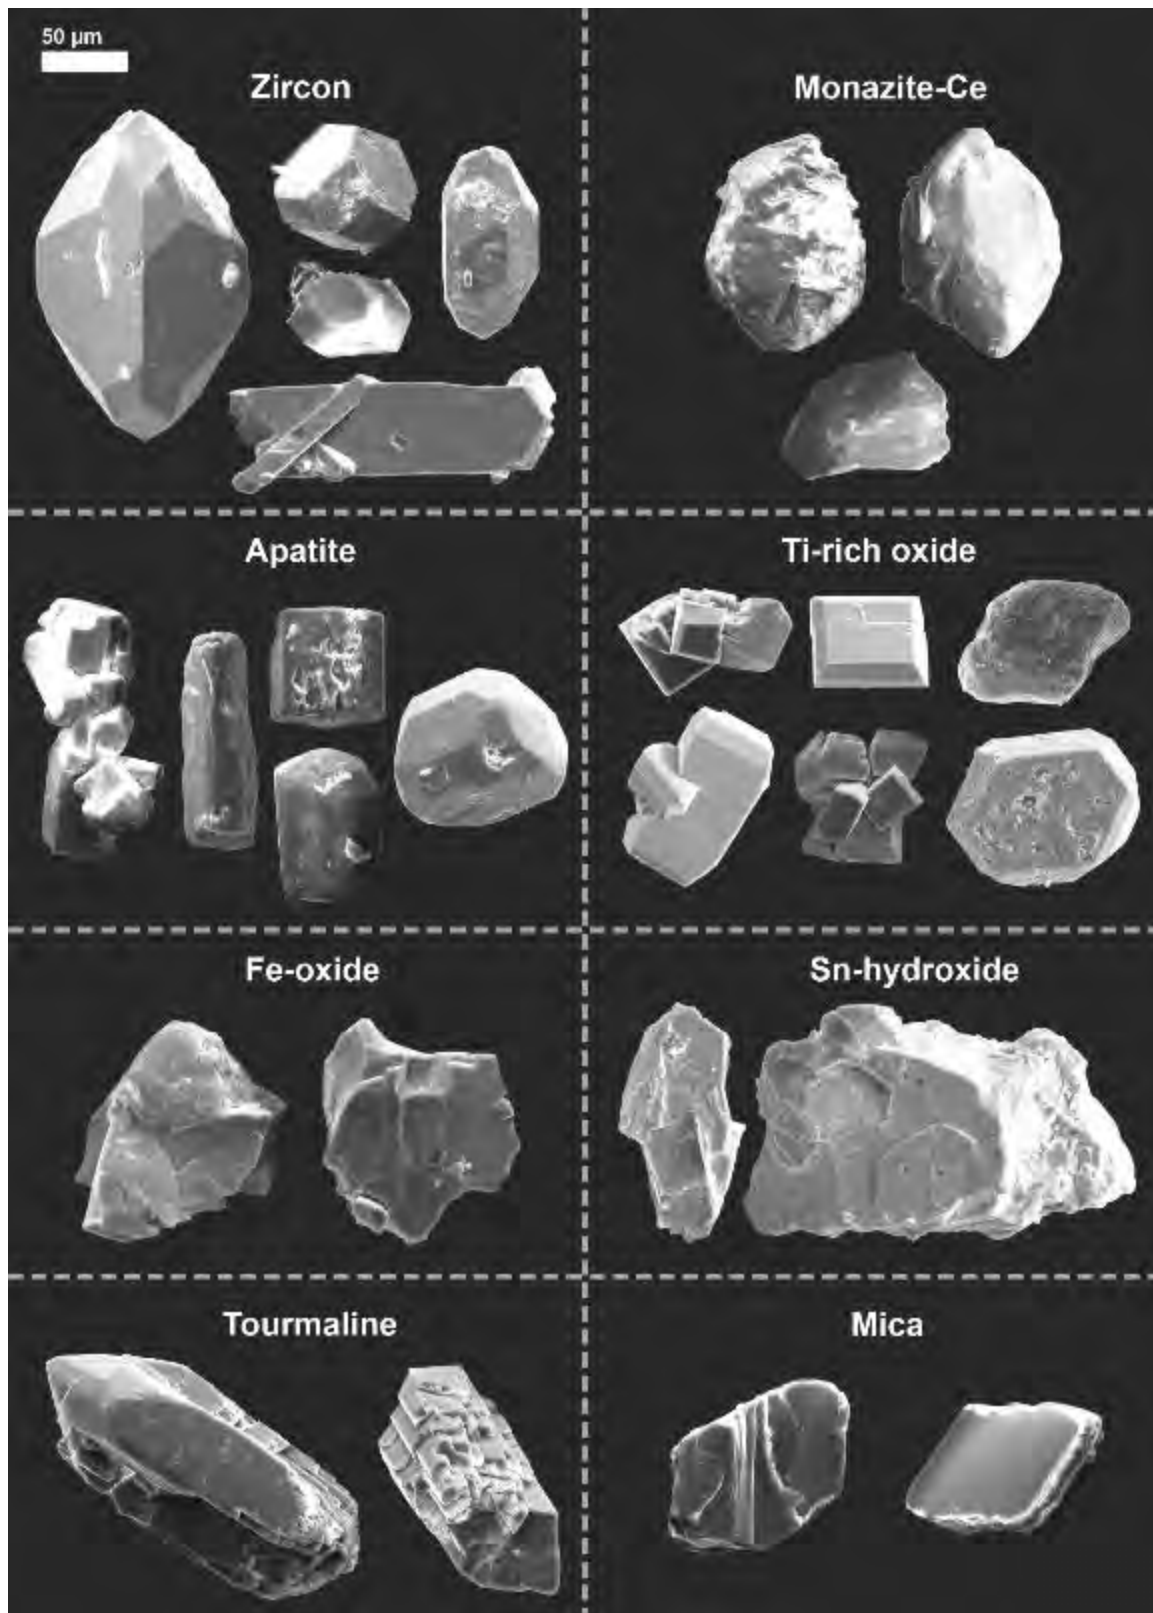 50 µm
Zircon
Monazite-Ce
Apatite
Ti-rich oxide
Fe-oxide
Sn-hydroxide
Tourmaline
Mica